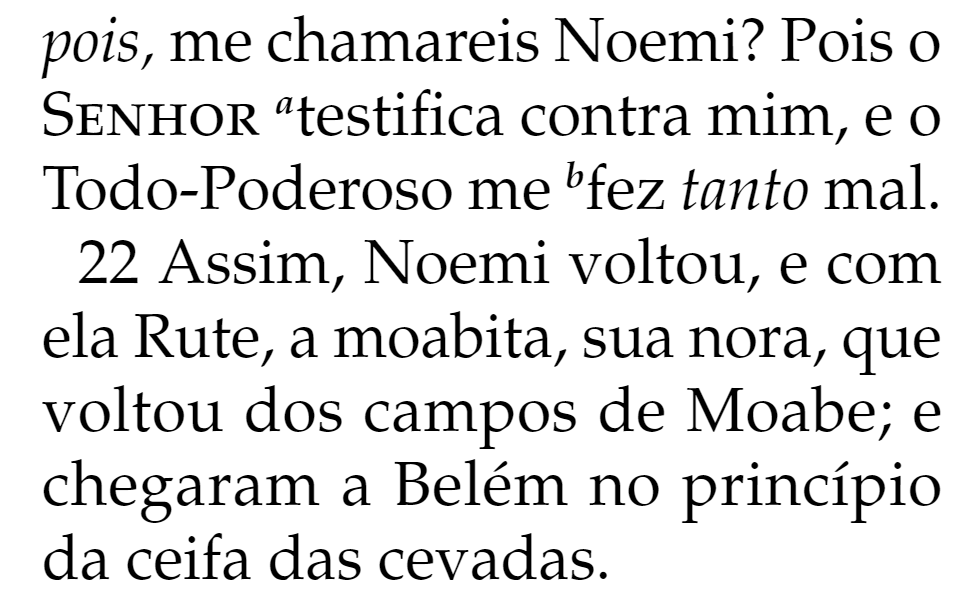 pois, me chamareis Noemi? Pois o
SENHOR ᵃtestifica contra mim, e o
Todo-Poderoso me ᵇfez tanto mal.
22 Assim, Noemi voltou, e com
ela Rute, a moabita, sua nora, que
voltou dos campos de Moabe; e
chegaram a Belém no princípio
da ceifa das cevadas.